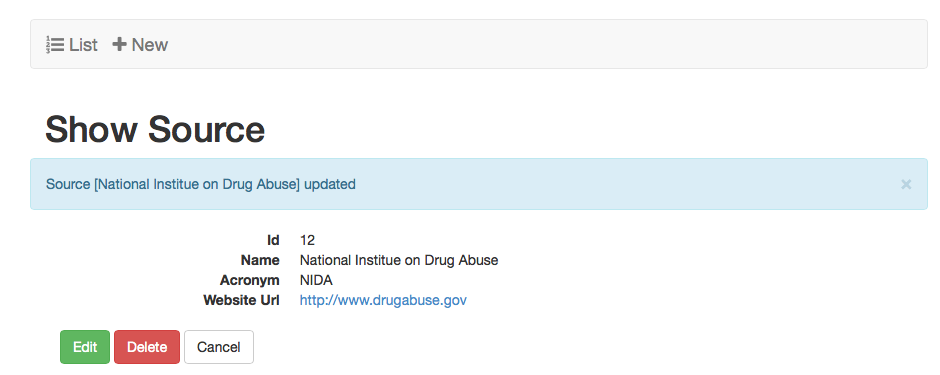 List New
Show Source
Source [National Institue on Drug Abuse] updated ×
Id 12
Name National Institue on Drug Abuse
Acronym NIDA
Website Url http://www.drugabuse.gov
Edit Delete Cancel